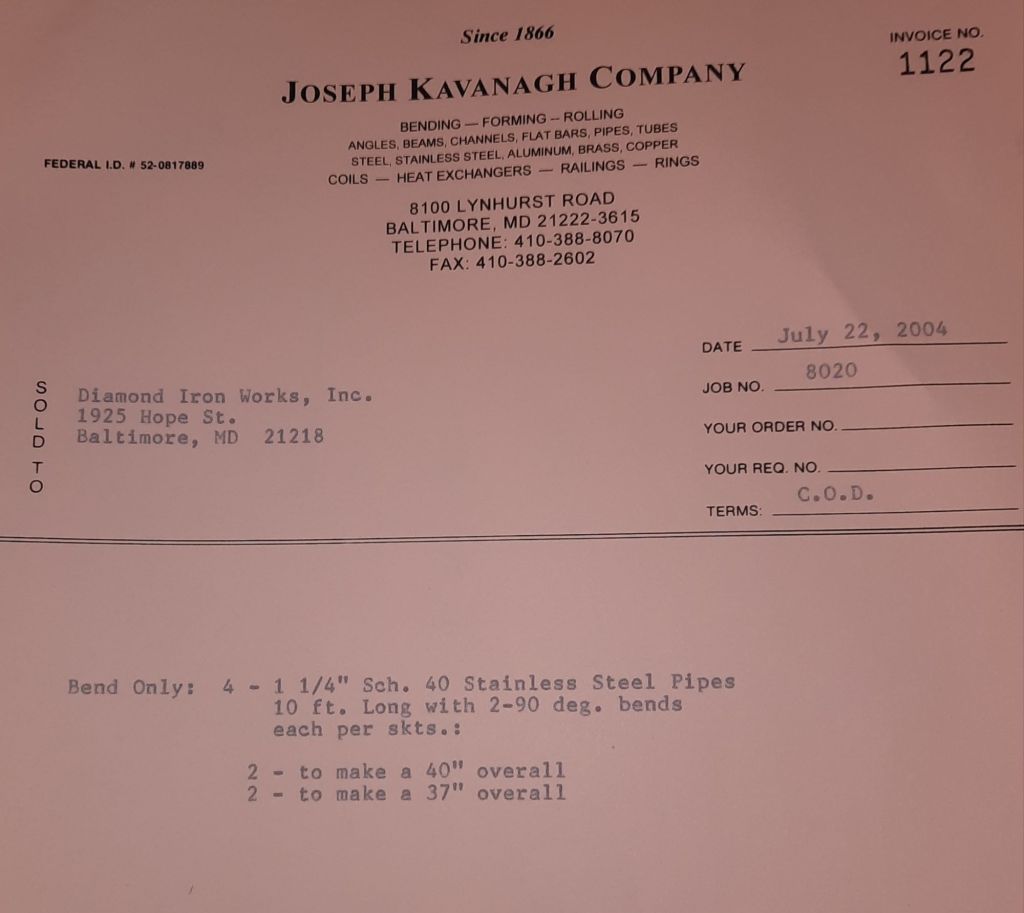 Since 1866
INVOICE NO.
1122
JOSEPH KAVANAGH COMPANY
BENDING — FORMING – ROLLING
ANGLES, BEAMS, CHANNELS, FLAT BARS, PIPES, TUBES
STEEL, STAINLESS STEEL, ALUMINUM, BRASS, COPPER
COILS — HEAT EXCHANGERS — RAILINGS — RINGS
FEDERAL I.D. # 52-0817889
8100 LYNHURST ROAD
BALTIMORE, MD 21222-3615
TELEPHONE: 410-388-8070
FAX: 410-388-2602
DATE July 22, 2004
JOB NO. 8020
YOUR ORDER NO.
YOUR REQ. NO.
TERMS: C.O.D.
SOLD TO
Diamond Iron Works, Inc.
1925 Hope St.
Baltimore, MD 21218
Bend Only: 4 - 1 1/4" Sch. 40 Stainless Steel Pipes
10 ft. Long with 2-90 deg. bends
each per skts.:
2 - to make a 40" overall
2 - to make a 37" overall